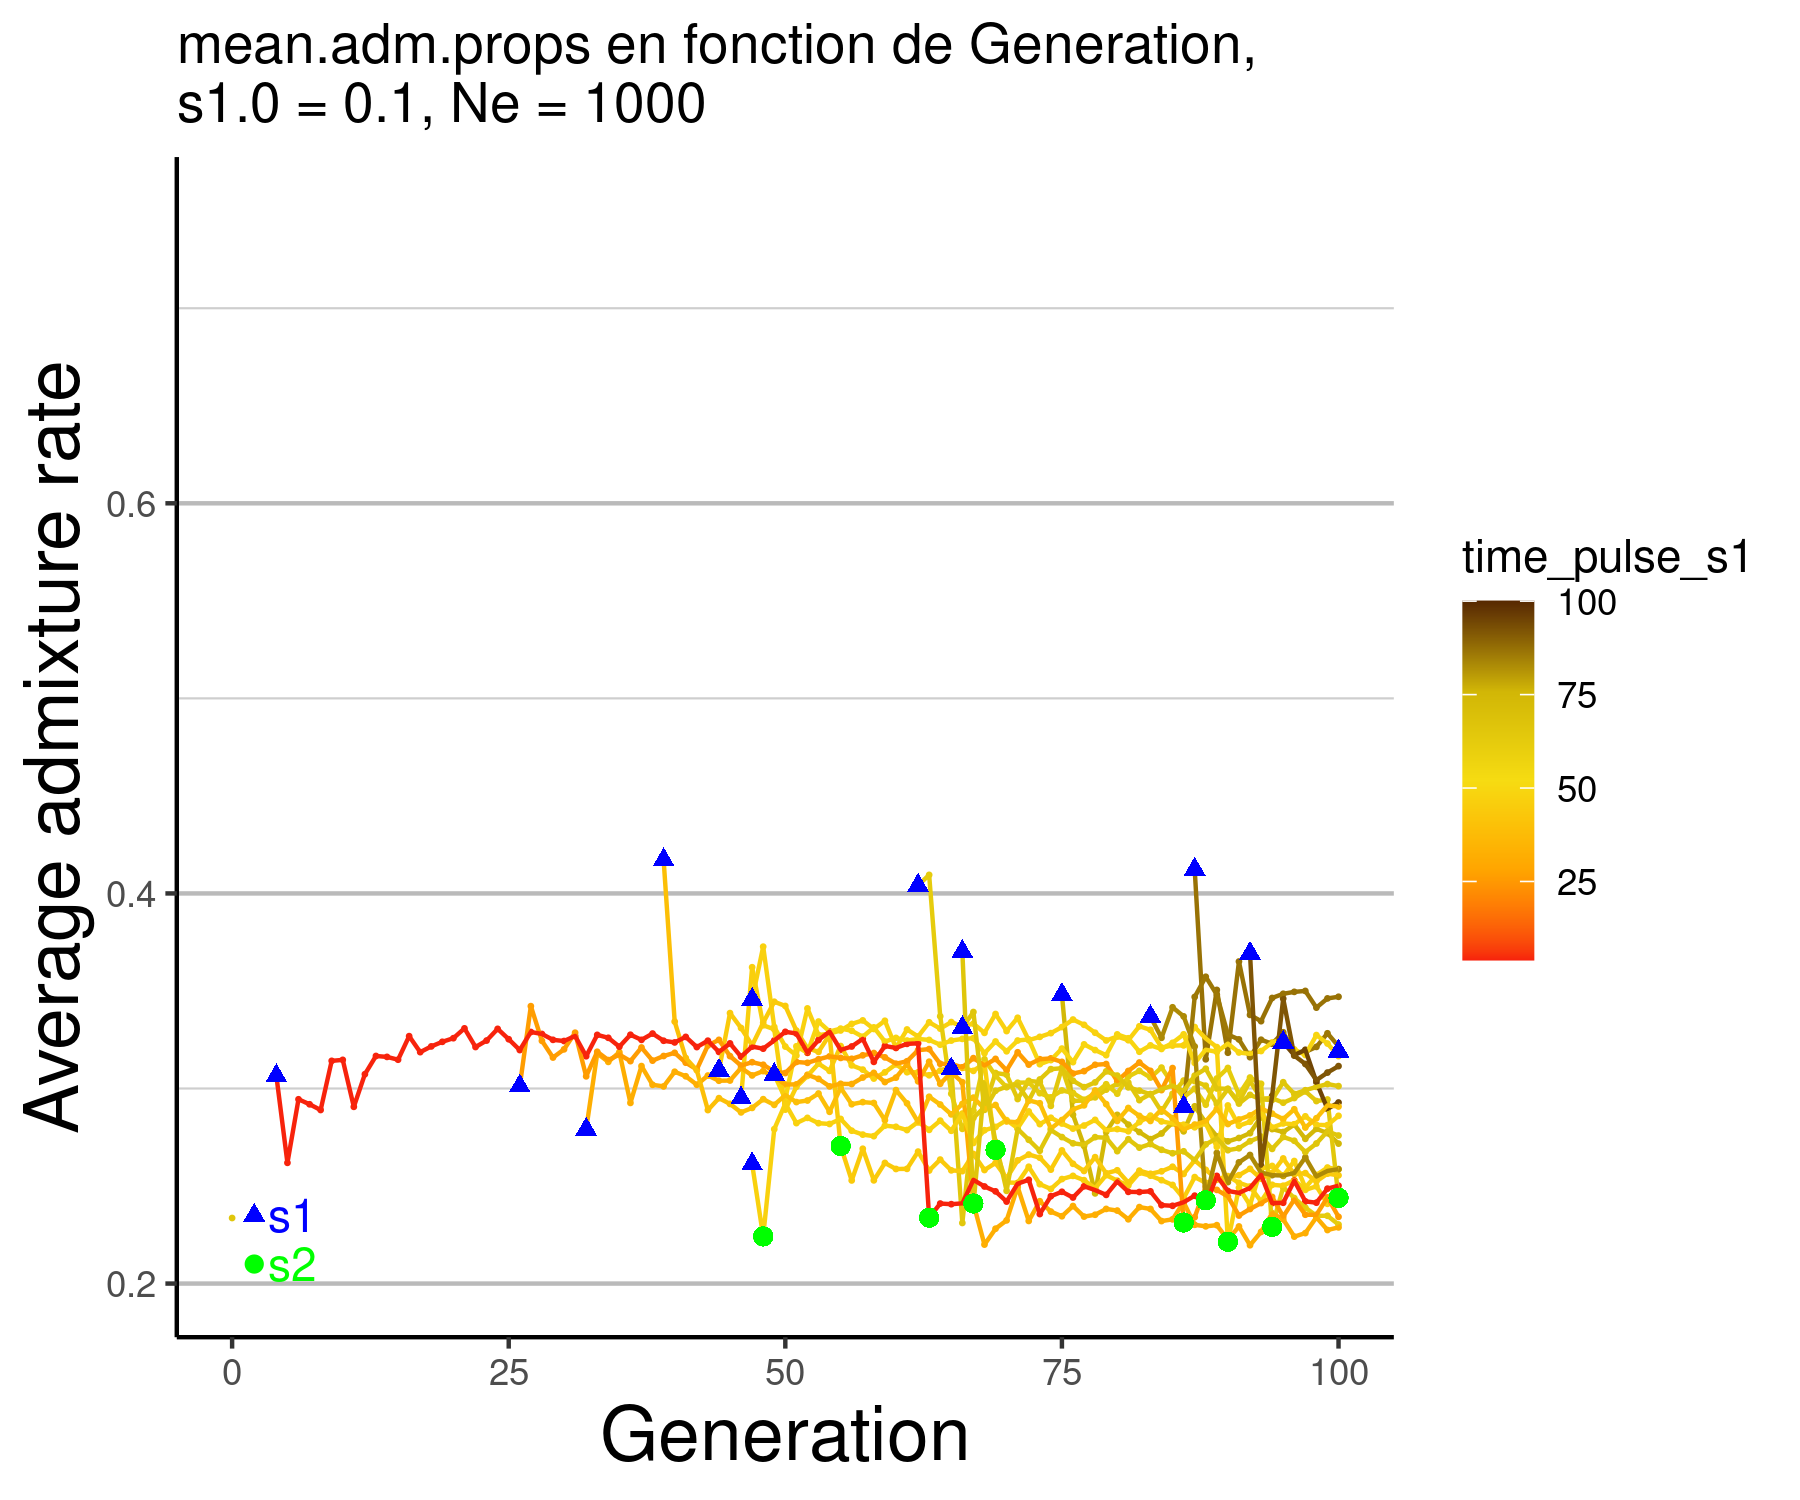 mean.adm.props en fonction de Generation,
s1.0 = 0.1, Ne = 1000
Average admixture rate
0.6
0.4
0.2
s1
s2
0
25
50
75
100
Generation
time_pulse_s1
100
75
50
25